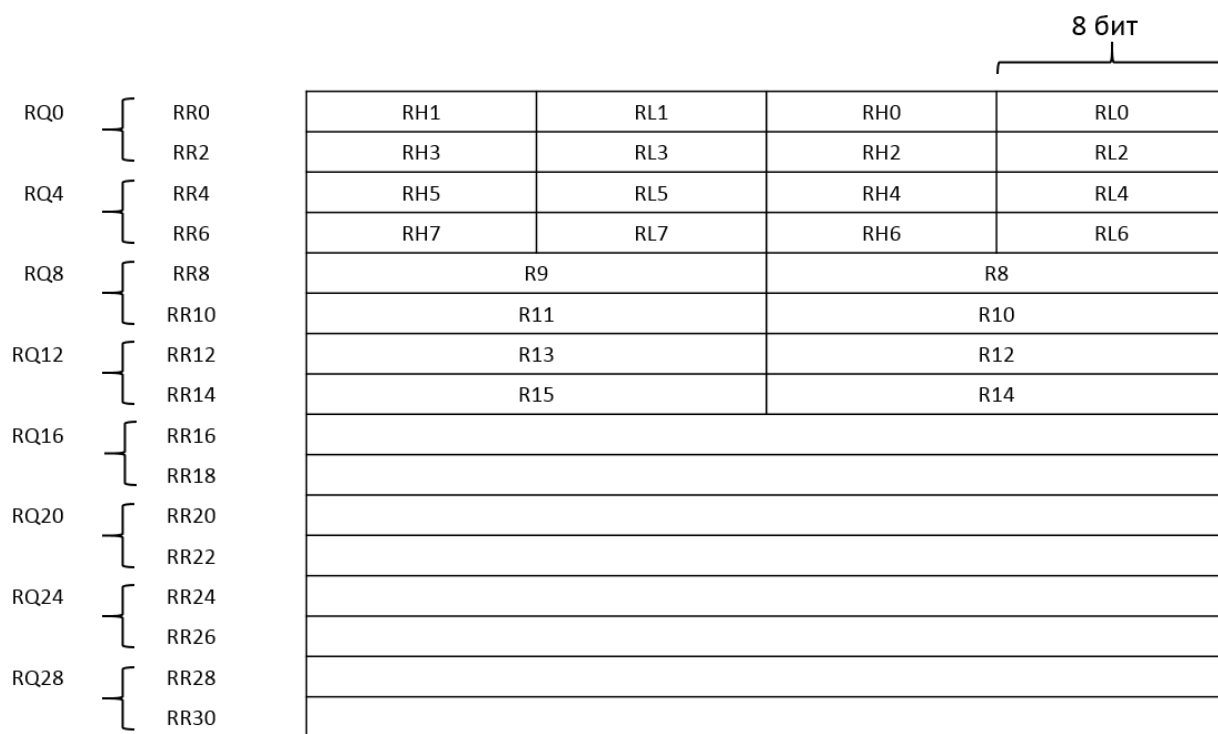 8 бит
RQ0 RR0 RH1 RL1 RH0 RL0
RR2 RH3 RL3 RH2 RL2
RQ4 RR4 RH5 RL5 RH4 RL4
RR6 RH7 RL7 RH6 RL6
RQ8 RR8 R9 R8
RR10 R11 R10
RQ12 RR12 R13 R12
RR14 R15 R14
RQ16 RR16
RR18
RQ20 RR20
RR22
RQ24 RR24
RR26
RQ28 RR28
RR30